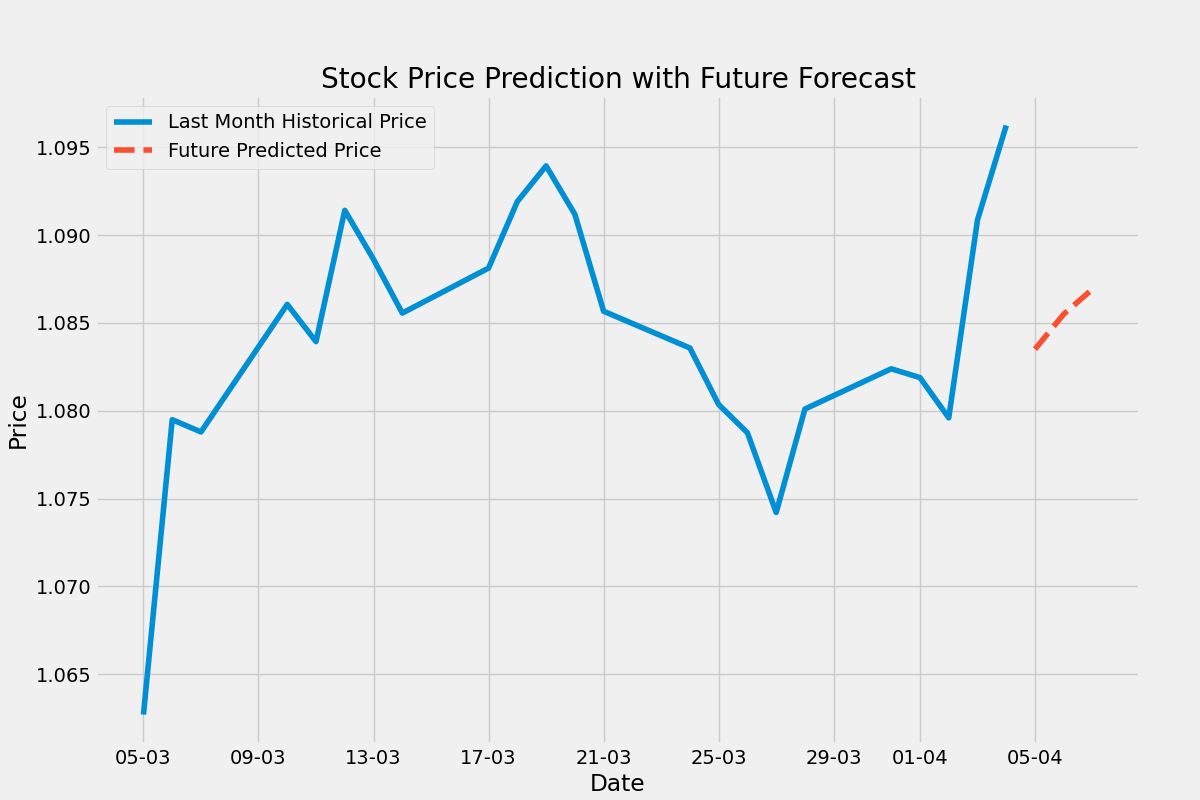 Stock Price Prediction with Future Forecast
Last Month Historical Price
Future Predicted Price
1.095
1.090
1.085
1.080
1.075
1.070
1.065
Price
05-03 09-03 13-03 17-03 21-03 25-03 29-03 01-04 05-04
Date